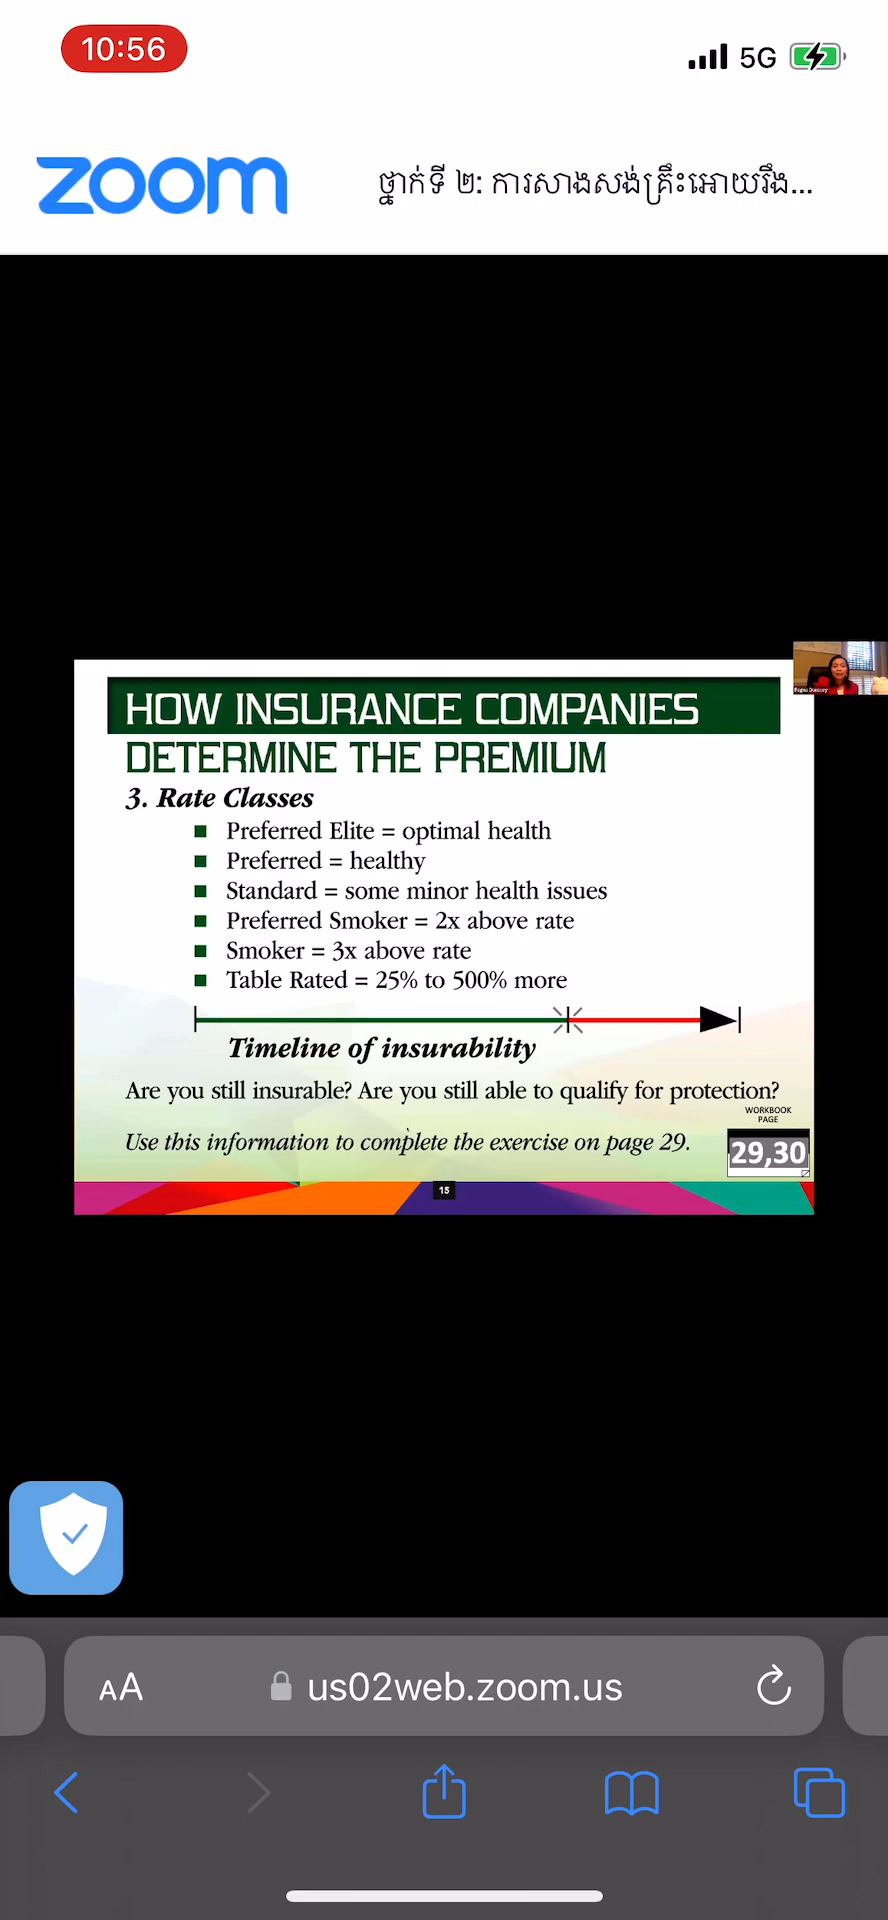 10:56
5G
zoom
ថ្នាក់ទី ២: ការសាងសង់គ្រឹះអោយរឹង...
HOW INSURANCE COMPANIES
DETERMINE THE PREMIUM
3. Rate Classes
Preferred Elite = optimal health
Preferred = healthy
Standard = some minor health issues
Preferred Smoker = 2x above rate
Smoker = 3x above rate
Table Rated = 25% to 500% more
Timeline of insurability
Are you still insurable? Are you still able to qualify for protection?
WORKBOOK
PAGE
Use this information to complete the exercise on page 29.
29,30
15
AA
us02web.zoom.us